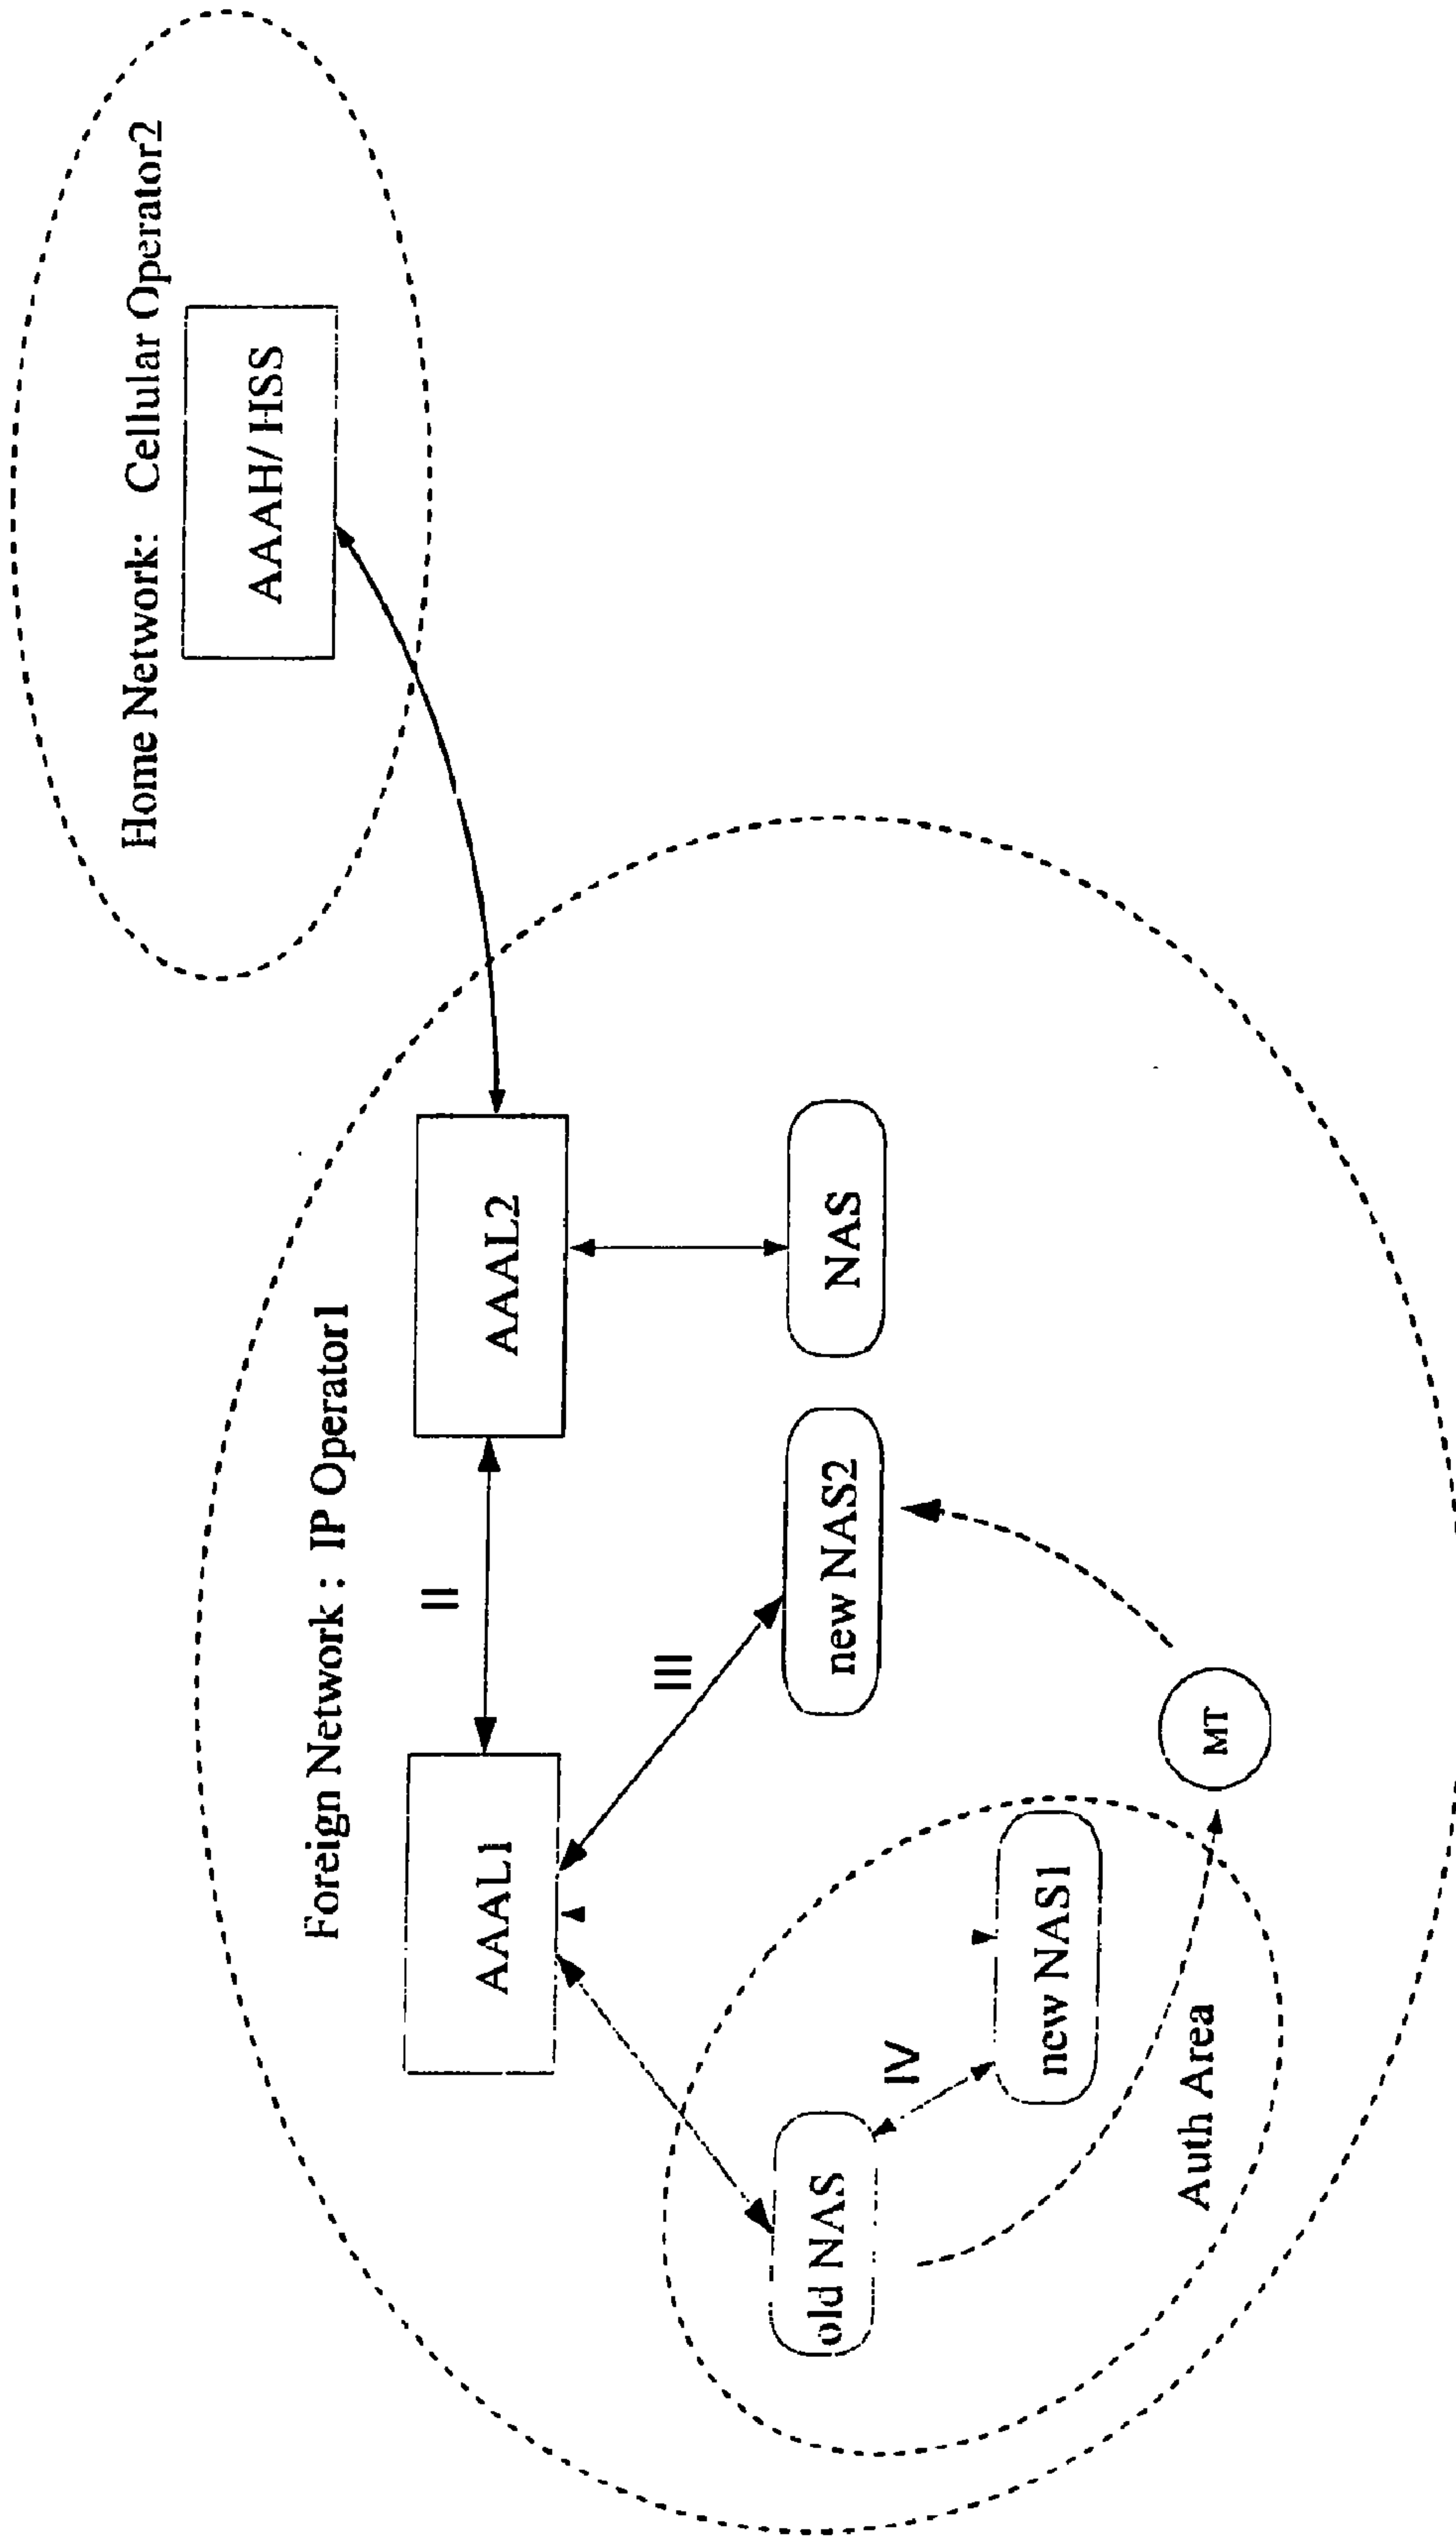 Home Network: Cellular Operator2
AAAH/HSS
Foreign Network : IP Operator1
AAAL1
II
AAAL2
III
old NAS
IV
new NAS1
new NAS2
NAS
MT
Auth Area